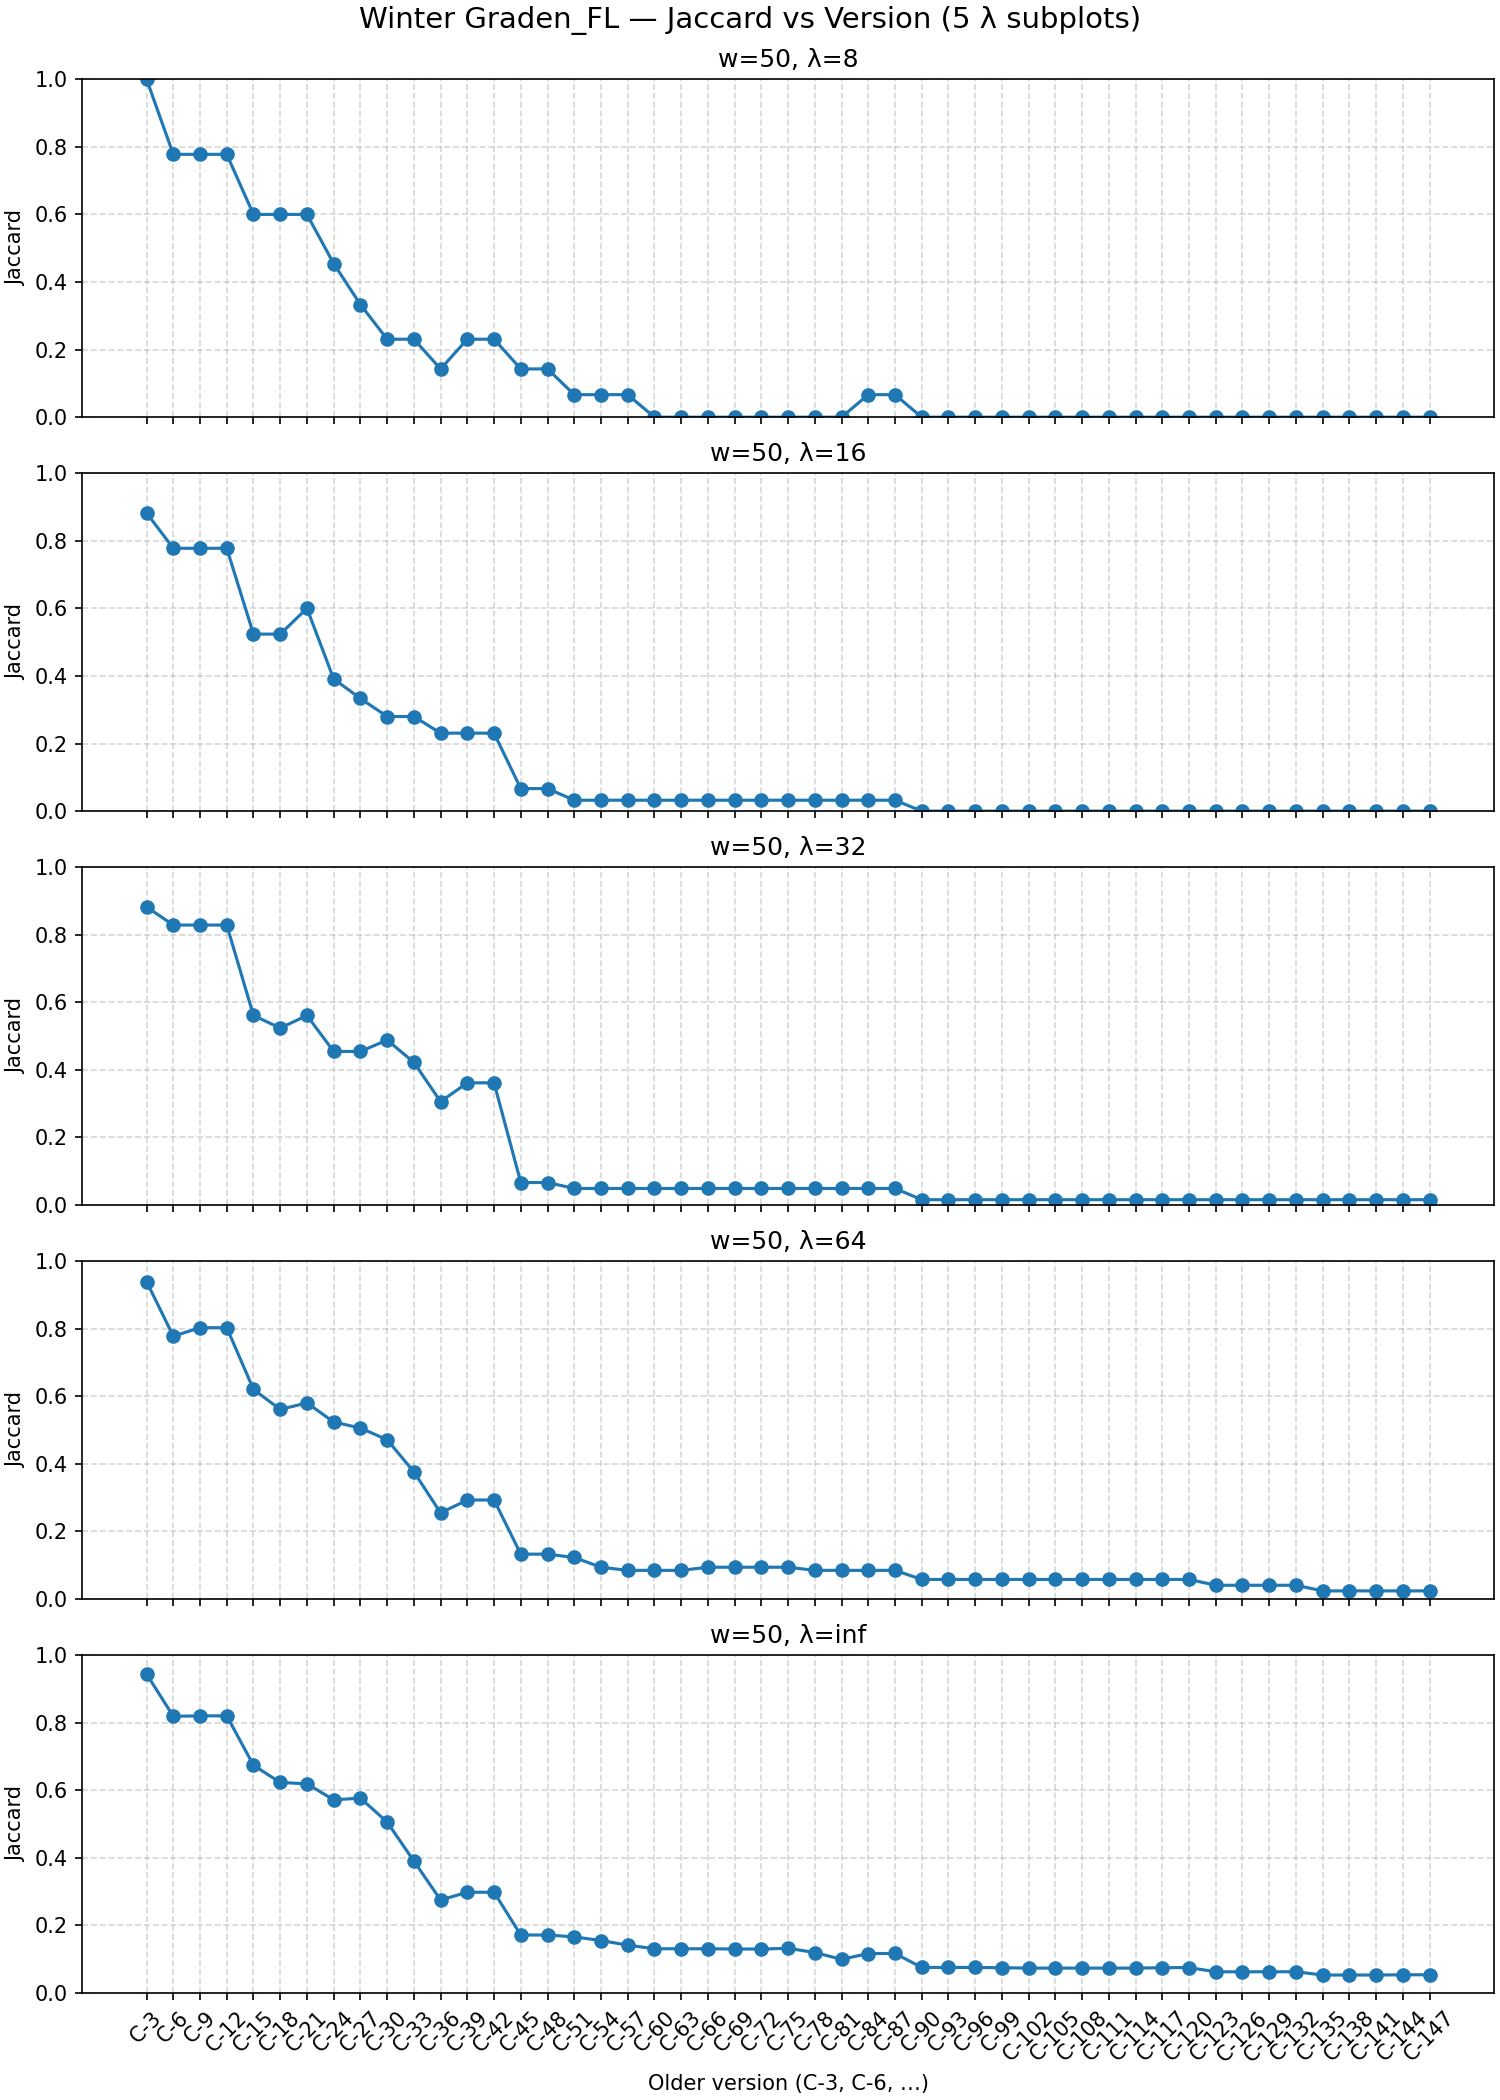 Winter Graden_FL — Jaccard vs Version (5 λ subplots)
w=50, λ=8
1.0
0.8
0.6
0.4
0.2
0.0
Jaccard
w=50, λ=16
1.0
0.8
0.6
0.4
0.2
0.0
Jaccard
w=50, λ=32
1.0
0.8
0.6
0.4
0.2
0.0
Jaccard
w=50, λ=64
1.0
0.8
0.6
0.4
0.2
0.0
Jaccard
w=50, λ=inf
1.0
0.8
0.6
0.4
0.2
0.0
Jaccard
C-3 C-6 C-9 C-12 C-15 C-18 C-21 C-24 C-27 C-30 C-33 C-36 C-39 C-42 C-45 C-48 C-51 C-54 C-57 C-60 C-63 C-66 C-69 C-72 C-75 C-78 C-81 C-84 C-87 C-90 C-93 C-96 C-99 C-102 C-105 C-108 C-111 C-114 C-117 C-120 C-123 C-126 C-129 C-132 C-135 C-138 C-141 C-144 C-147
Older version (C-3, C-6, ...)